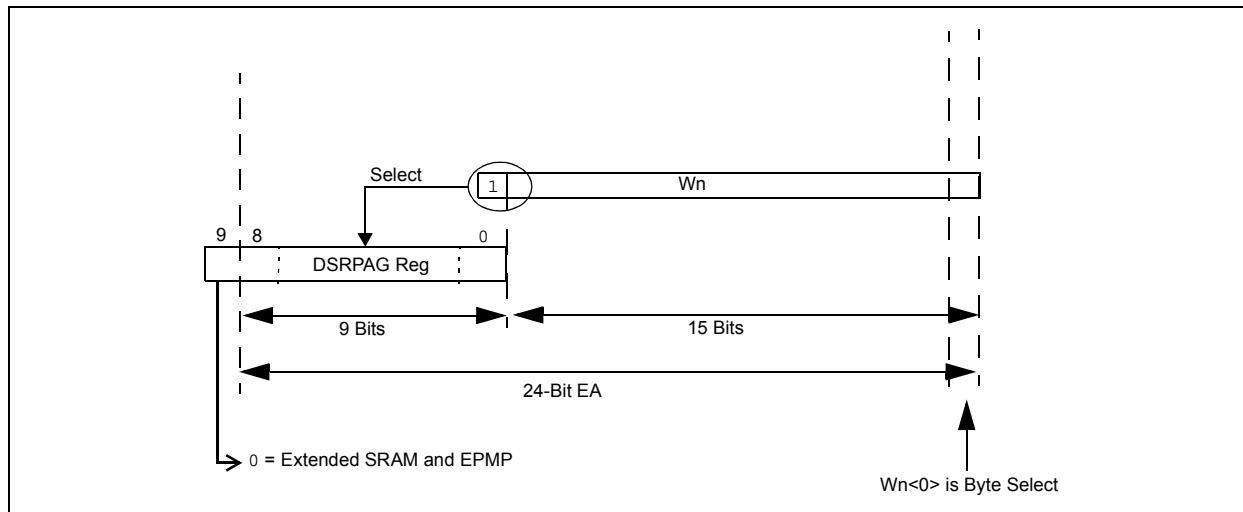 Select
1
Wn
9
8
0
DSRPAG Reg
9 Bits
15 Bits
24-Bit EA
0 = Extended SRAM and EPMP
Wn<0> is Byte Select